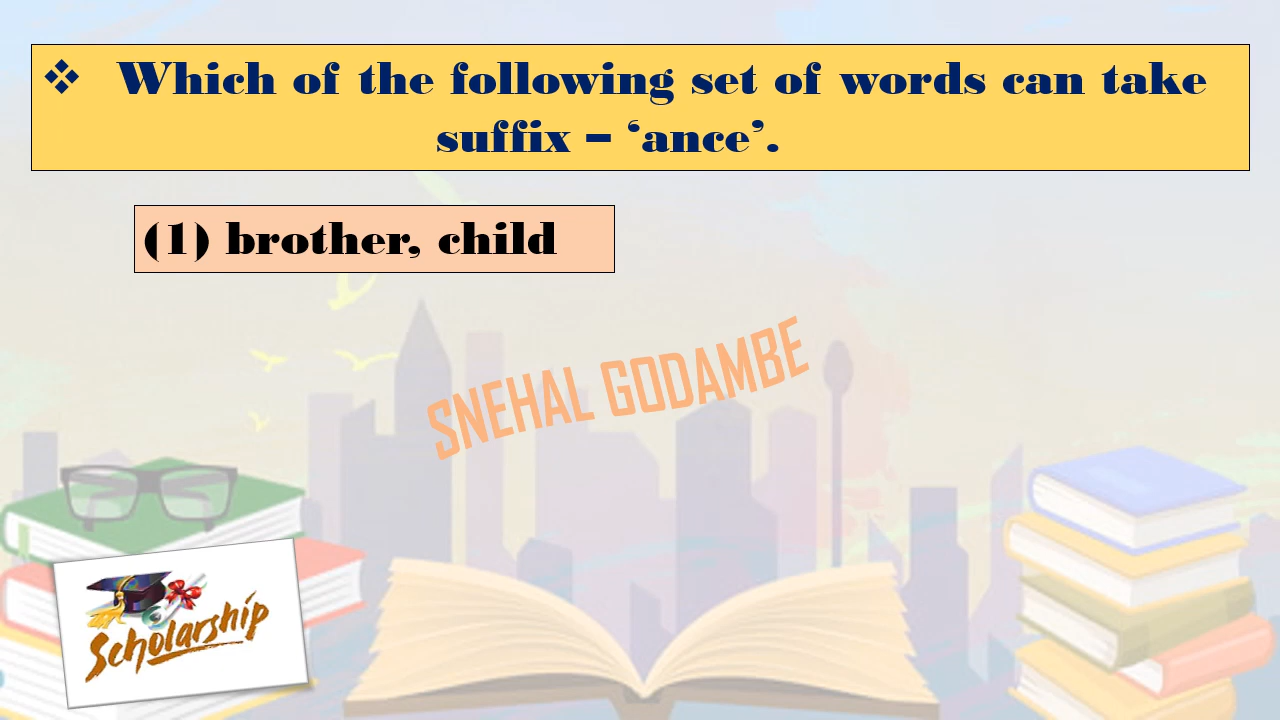 ❖ Which of the following set of words can take
suffix – ‘ance’.
(1) brother, child
SNEHAL GODAMBE
Scholarship